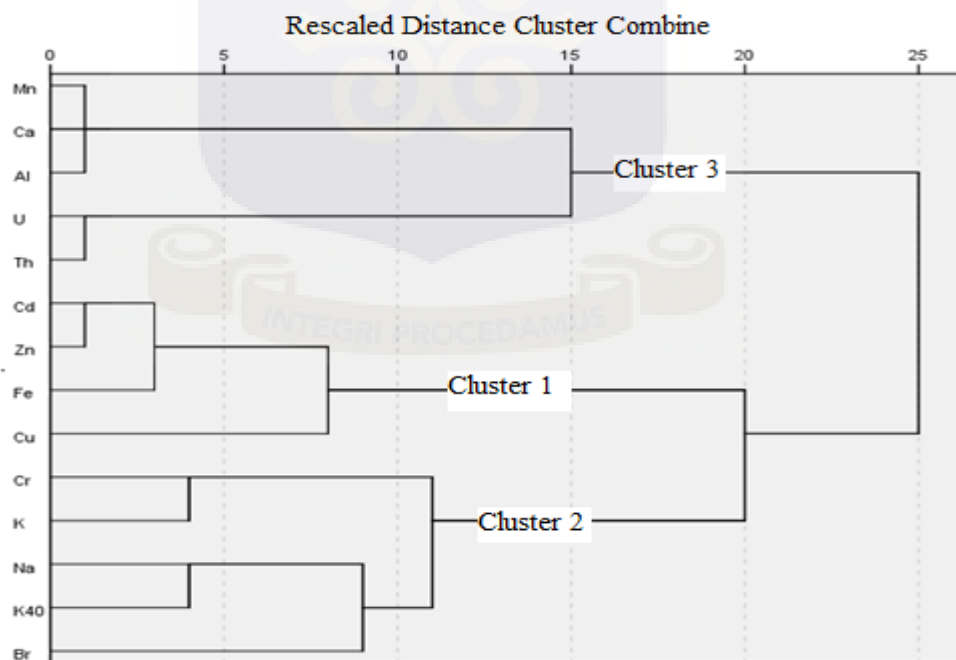 Rescaled Distance Cluster Combine
0 5 10 15 20 25
Mn
Ca
Al
Cluster 3
U
Th
Cd
INTEGRI PROCEDAMUS
Zn
Fe
Cluster 1
Cu
Cr
K
Cluster 2
Na
K40
Br